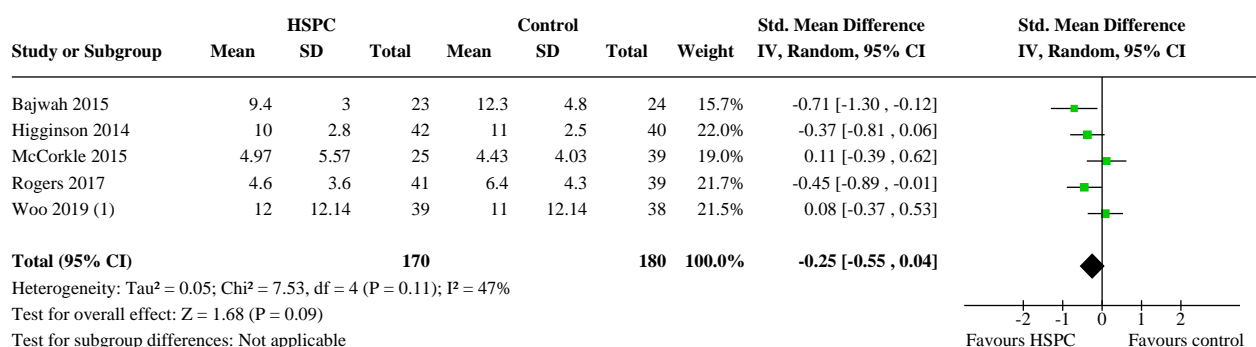 HSPC Control Std. Mean Difference Std. Mean Difference
Study or Subgroup Mean SD Total Mean SD Total Weight IV, Random, 95% CI IV, Random, 95% CI
Bajwah 2015 9.4 3 23 12.3 4.8 24 15.7% -0.71 [-1.30 , -0.12]
Higginson 2014 10 2.8 42 11 2.5 40 22.0% -0.37 [-0.81 , 0.06]
McCorkle 2015 4.97 5.57 25 4.43 4.03 39 19.0% 0.11 [-0.39 , 0.62]
Rogers 2017 4.6 3.6 41 6.4 4.3 39 21.7% -0.45 [-0.89 , -0.01]
Woo 2019 (1) 12 12.14 39 11 12.14 38 21.5% 0.08 [-0.37 , 0.53]
Total (95% CI) 170 180 100.0% -0.25 [-0.55 , 0.04]
Heterogeneity: Tau² = 0.05; Chi² = 7.53, df = 4 (P = 0.11); I² = 47%
Test for overall effect: Z = 1.68 (P = 0.09) -2 -1 0 1 2
Test for subgroup differences: Not applicable Favours HSPC Favours control